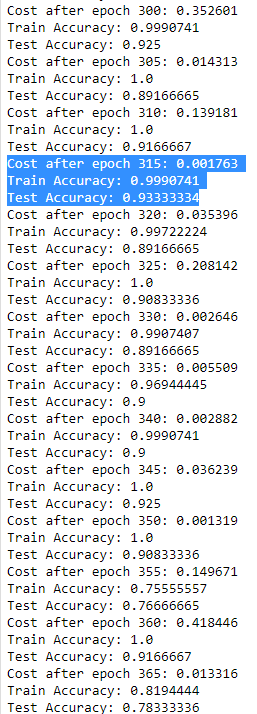 Cost after epoch 300: 0.352601
Train Accuracy: 0.9990741
Test Accuracy: 0.925
Cost after epoch 305: 0.014313
Train Accuracy: 1.0
Test Accuracy: 0.89166665
Cost after epoch 310: 0.139181
Train Accuracy: 1.0
Test Accuracy: 0.9166667
Cost after epoch 315: 0.001763
Train Accuracy: 0.9990741
Test Accuracy: 0.93333334
Cost after epoch 320: 0.035396
Train Accuracy: 0.99722224
Test Accuracy: 0.89166665
Cost after epoch 325: 0.208142
Train Accuracy: 1.0
Test Accuracy: 0.90833336
Cost after epoch 330: 0.002646
Train Accuracy: 0.9907407
Test Accuracy: 0.89166665
Cost after epoch 335: 0.005509
Train Accuracy: 0.96944445
Test Accuracy: 0.9
Cost after epoch 340: 0.002882
Train Accuracy: 0.9990741
Test Accuracy: 0.9
Cost after epoch 345: 0.036239
Train Accuracy: 1.0
Test Accuracy: 0.925
Cost after epoch 350: 0.001319
Train Accuracy: 1.0
Test Accuracy: 0.90833336
Cost after epoch 355: 0.149671
Train Accuracy: 0.75555557
Test Accuracy: 0.76666665
Cost after epoch 360: 0.418446
Train Accuracy: 1.0
Test Accuracy: 0.9166667
Cost after epoch 365: 0.013316
Train Accuracy: 0.8194444
Test Accuracy: 0.78333336